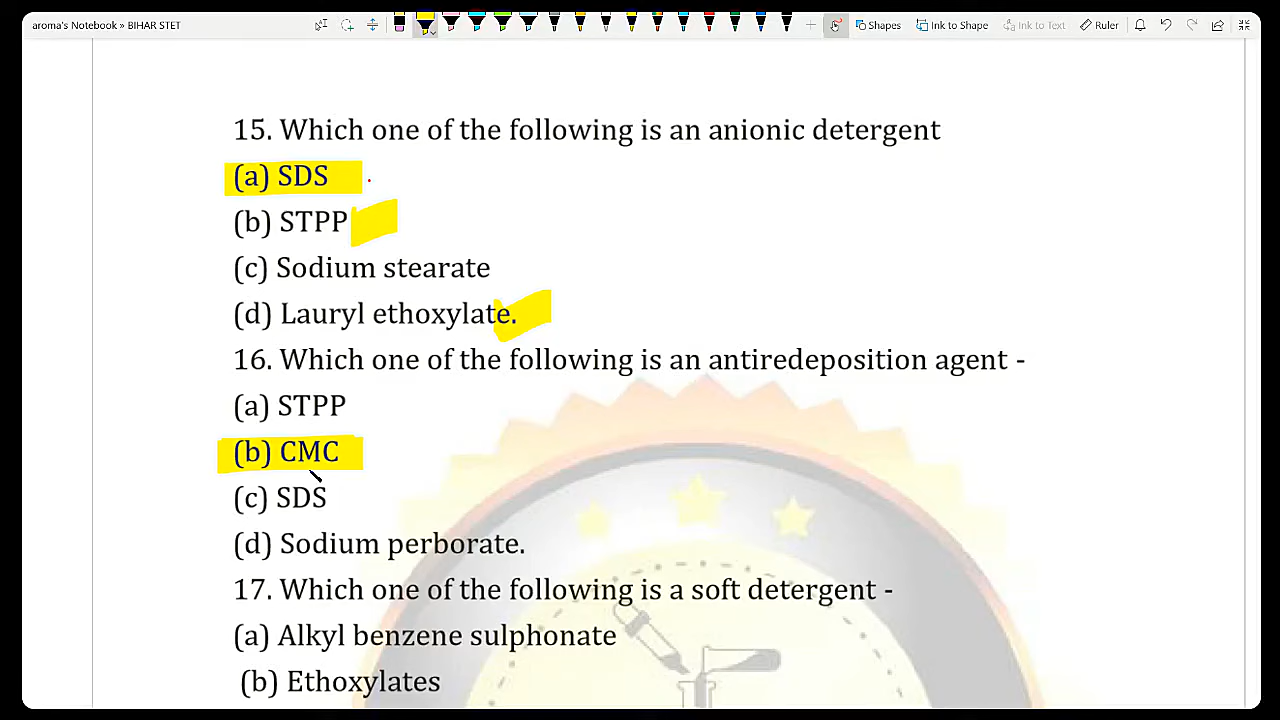 aroma's Notebook » BIHAR STET
Shapes
Ink to Shape
Ink to Text
Ruler
15. Which one of the following is an anionic detergent
(a) SDS
(b) STPP
(c) Sodium stearate
(d) Lauryl ethoxylate.
16. Which one of the following is an antiredeposition agent -
(a) STPP
(b) CMC
(c) SDS
(d) Sodium perborate.
17. Which one of the following is a soft detergent -
(a) Alkyl benzene sulphonate
(b) Ethoxylates